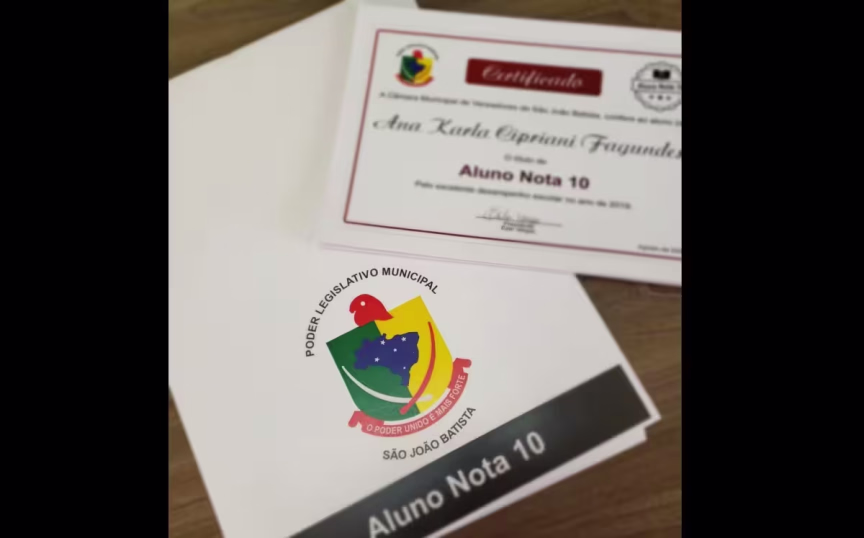 Certificado
A Câmara Municipal de Vereadores de São João Batista, confere ao aluno
Ana Karla Cipriani Fagundes
O título de
Aluno Nota 10
Pelo excelente desempenho escolar no ano de 2019.
PODER LEGISLATIVO MUNICIPAL
O PODER UNIDO É MAIS FORTE
SÃO JOÃO BATISTA
Aluno Nota 10